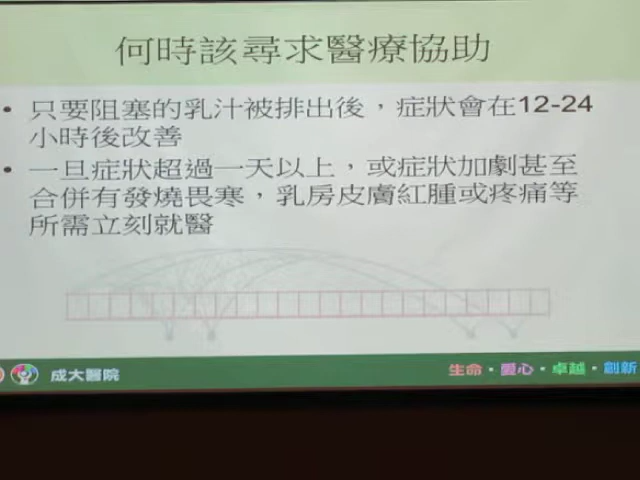 何時該尋求醫療協助
• 只要阻塞的乳汁被排出後，症狀會在12-24
小時後改善
• 一旦症狀超過一天以上，或症狀加劇甚至
合併有發燒畏寒，乳房皮膚紅腫或疼痛等
所需立刻就醫
成大醫院
生命・愛心・卓越・創新